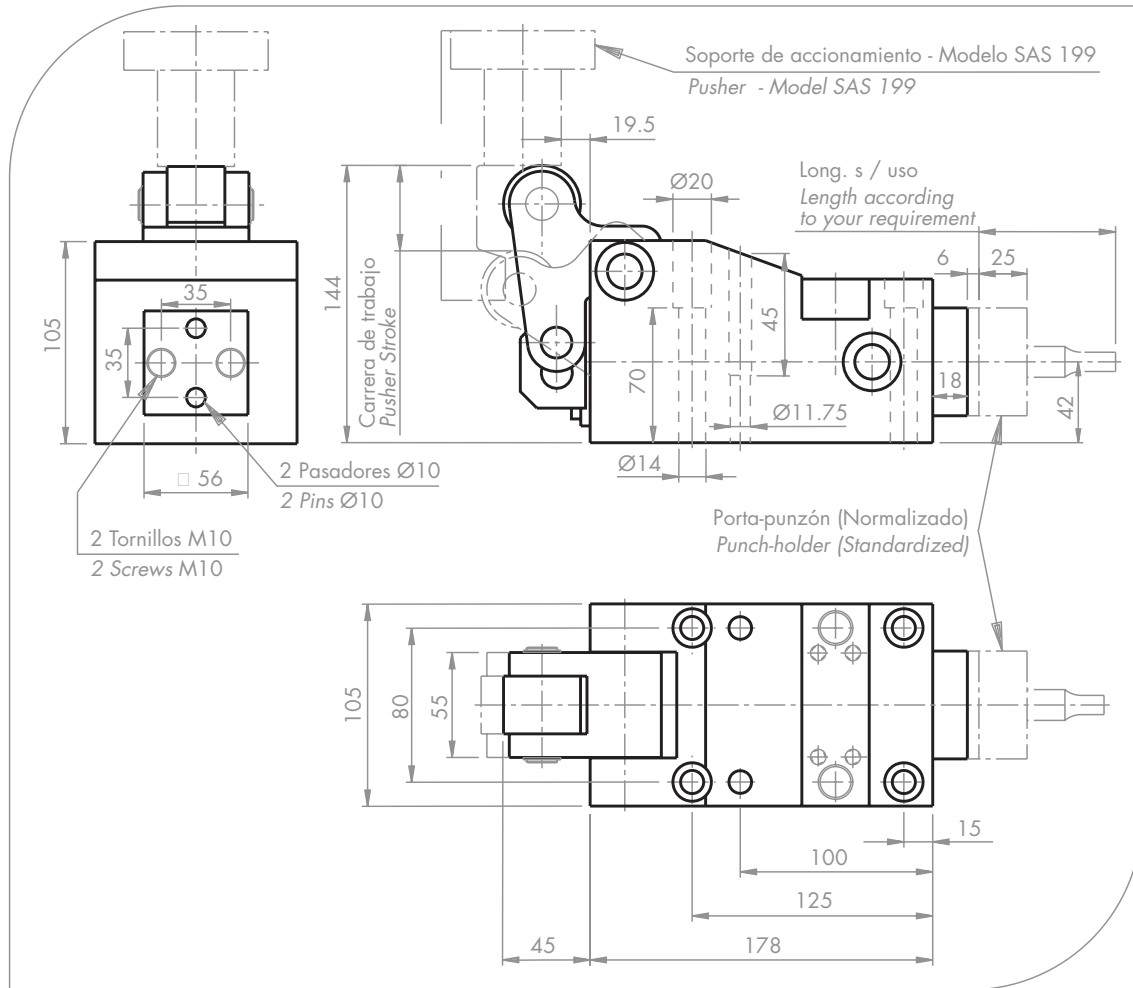 Soporte de accionamiento - Modelo SAS 199
Pusher - Model SAS 199
19.5
Long. s / uso
Length according
to your requirement
Ø20
6
25
35
144
Carrera de trabajo
Pusher Stroke
105
35
45
70
18
42
Ø11.75
Ø14
□ 56
2 Pasadores Ø10
2 Pins Ø10
2 Tornillos M10
2 Screws M10
Porta-punzón (Normalizado)
Punch-holder (Standardized)
105
80
55
15
100
125
45
178